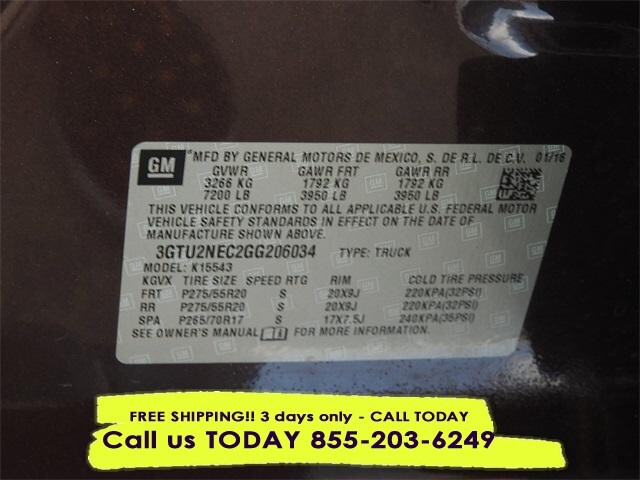 GM
MFD BY GENERAL MOTORS DE MEXICO, S. DE R.L. DE C.V. 01/16
GVWR GAWR FRT GAWR RR
3266 KG 1792 KG 1792 KG
7200 LB 3950 LB 3950 LB
THIS VEHICLE CONFORMS TO ALL APPLICABLE U.S. FEDERAL MOTOR
VEHICLE SAFETY STANDARDS IN EFFECT ON THE DATE OF
MANUFACTURE SHOWN ABOVE.
3GTU2NEC2GG206034 TYPE: TRUCK
MODEL: K15543
KGVX TIRE SIZE SPEED RTG RIM COLD TIRE PRESSURE
FRT P275/55R20 S 20X9J 220KPA(32PSI)
RR P275/55R20 S 20X9J 220KPA(32PSI)
SPA P265/70R17 S 17X7.5J 240KPA(35PSI)
SEE OWNER'S MANUAL FOR MORE INFORMATION.
FREE SHIPPING!! 3 days only - CALL TODAY
Call us TODAY 855-203-6249